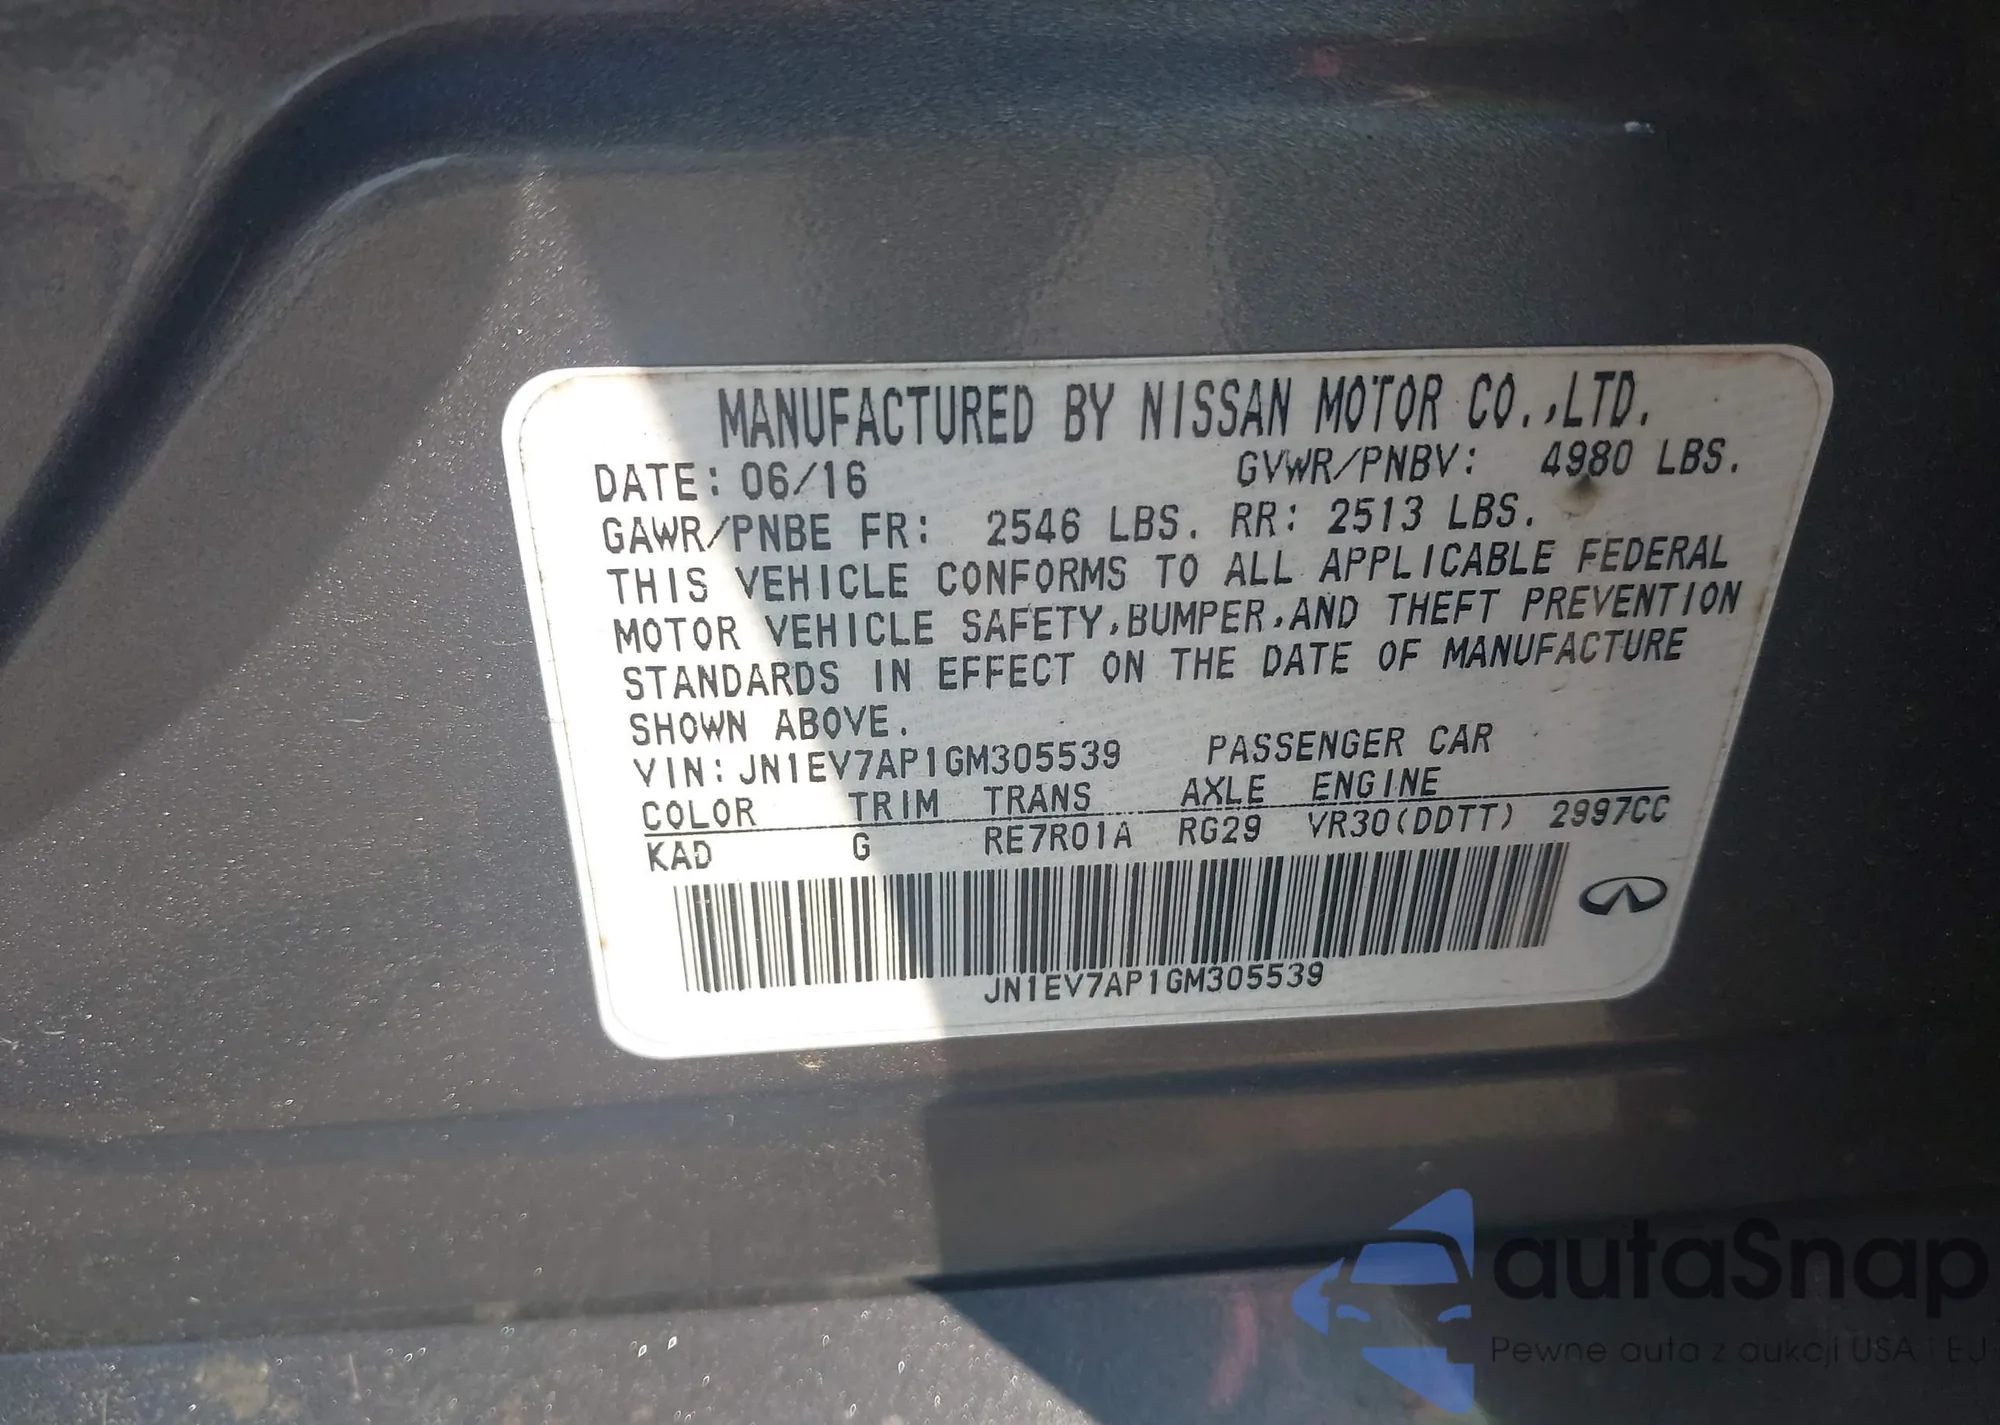 MANUFACTURED BY NISSAN MOTOR CO.,LTD.
DATE: 06/16 GVWR/PNBV: 4980 LBS.
GAWR/PNBE FR: 2546 LBS. RR: 2513 LBS.
THIS VEHICLE CONFORMS TO ALL APPLICABLE FEDERAL
MOTOR VEHICLE SAFETY,BUMPER,AND THEFT PREVENTION
STANDARDS IN EFFECT ON THE DATE OF MANUFACTURE
SHOWN ABOVE.
VIN: JN1EV7AP1GM305539 PASSENGER CAR
COLOR TRIM TRANS AXLE ENGINE
KAD G RE7R01A RG29 VR30(DDTT) 2997CC
JN1EV7AP1GM305539
autaSnap
Pewne auta z aukcji USA i EU